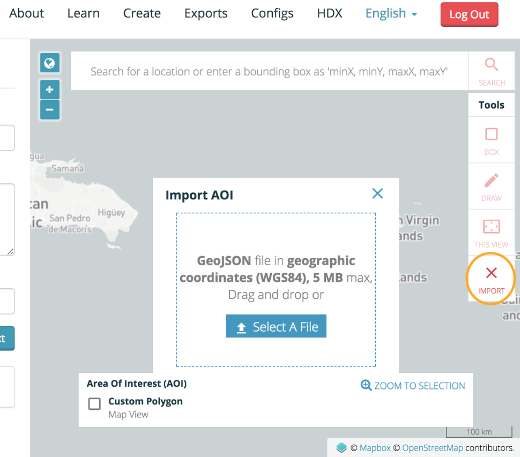 About Learn Create Exports Configs HDX English Log Out
Search for a location or enter a bounding box as 'minX, minY, maxX, maxY'
SEARCH
Tools
BOX
DRAW
THIS VIEW
IMPORT
Samaná
San Pedro
de Macorís
Higüey
Import AOI
GeoJSON file in geographic
coordinates (WGS84), 5 MB max,
Drag and drop or
Select A File
Area Of Interest (AOI)
ZOOM TO SELECTION
Custom Polygon
Map View
100 km
© Mapbox © OpenStreetMap contributors.